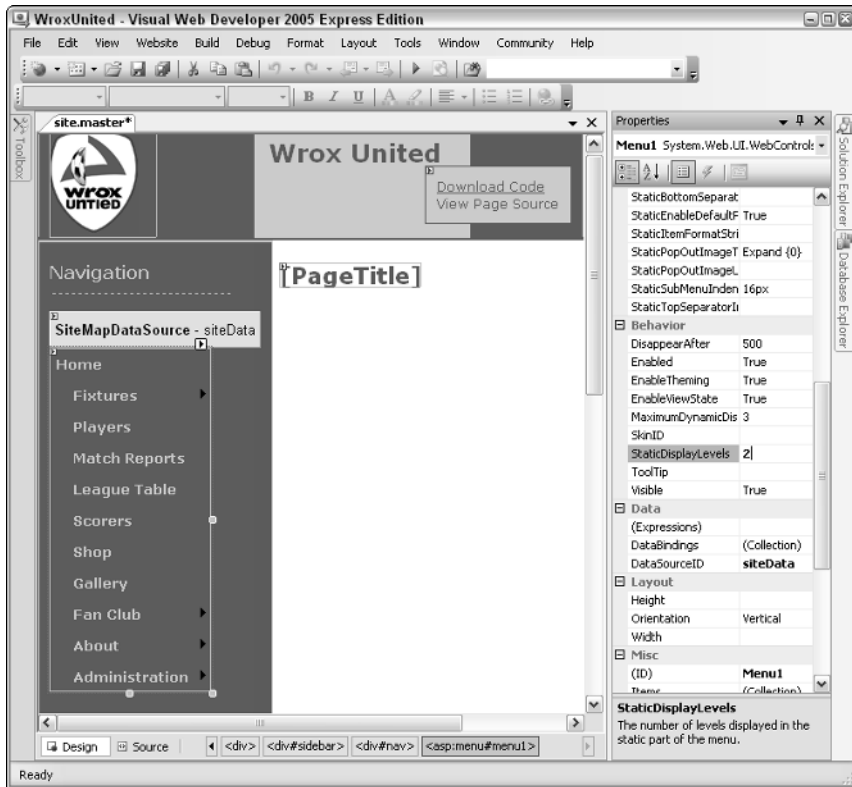 WroxUnited - Visual Web Developer 2005 Express Edition
File Edit View Website Build Debug Format Layout Tools Window Community Help
B I U A
Toolbox
site.master*
wrox
UNTIED
Wrox United
Download Code
View Page Source
Navigation
[PageTitle]
SiteMapDataSource - siteData
Home
Fixtures
Players
Match Reports
League Table
Scorers
Shop
Gallery
Fan Club
About
Administration
Design Source <div> <div#sidebar> <div#nav> <asp:menu#menu1>
Ready
Properties
Menu1 System.Web.UI.WebControls
StaticBottomSeparat
StaticEnableDefaultF True
StaticItemFormatStri
StaticPopOutImageT Expand {0}
StaticPopOutImageL
StaticSubMenuInden 16px
StaticTopSeparatorI
Behavior
DisappearAfter 500
Enabled True
EnableTheming True
EnableViewState True
MaximumDynamicDis 3
SkinID
StaticDisplayLevels 2
ToolTip
Visible True
Data
(Expressions)
DataBindings (Collection)
DataSourceID siteData
Layout
Height
Orientation Vertical
Width
Misc
(ID) Menu1
Items (Collection)
StaticDisplayLevels
The number of levels displayed in the
static part of the menu.
Solution Explorer
Database Explorer